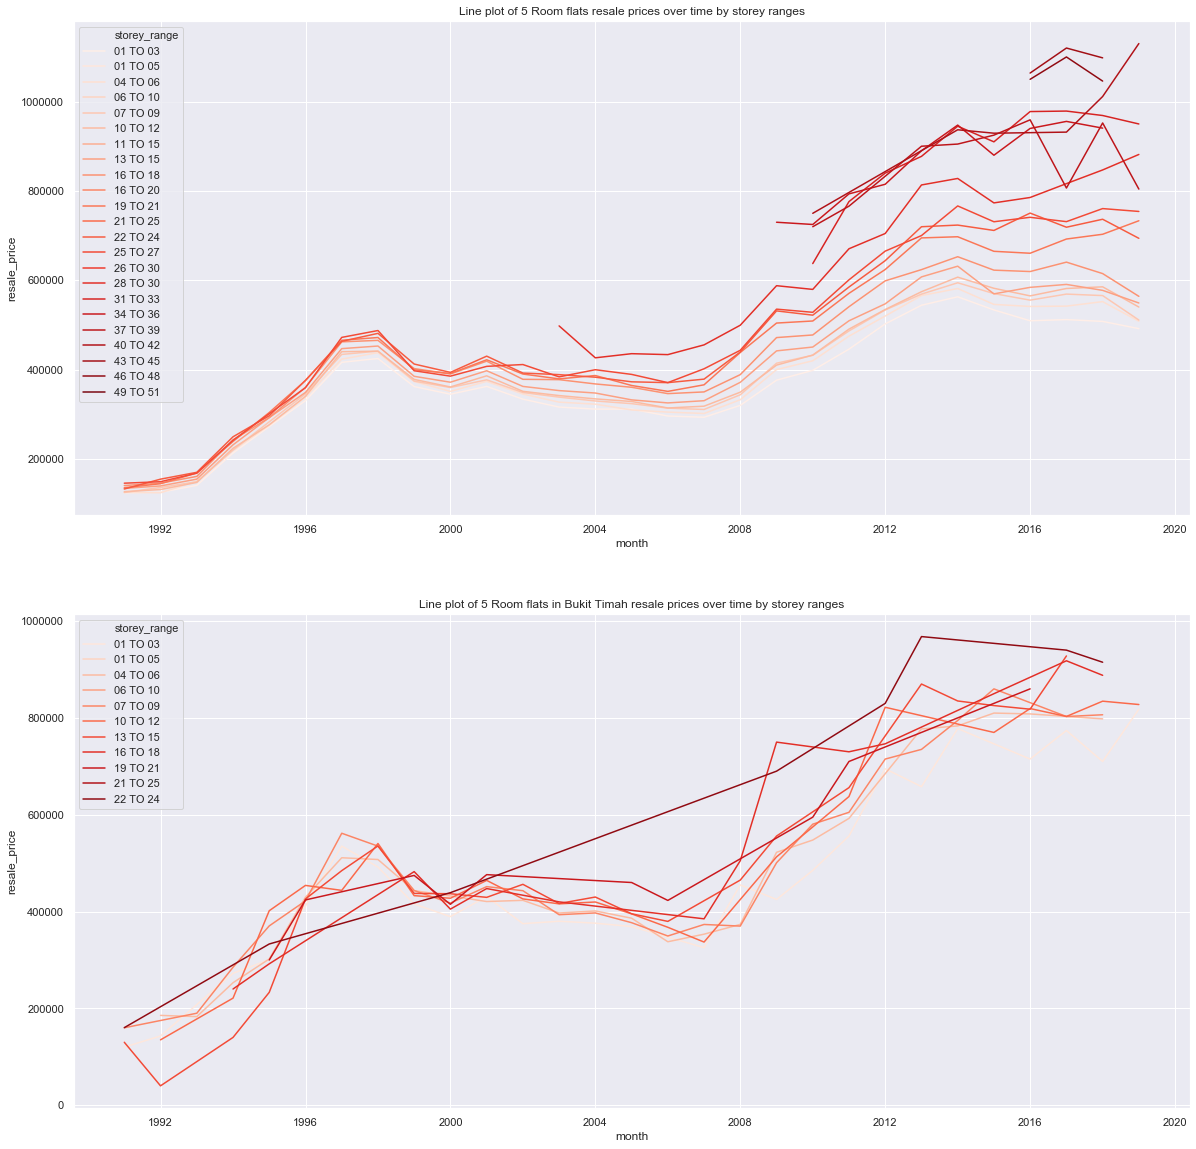 Line plot of 5 Room flats resale prices over time by storey ranges
storey_range
01 TO 03
01 TO 05
04 TO 06
06 TO 10
07 TO 09
10 TO 12
11 TO 15
13 TO 15
16 TO 18
16 TO 20
19 TO 21
21 TO 25
22 TO 24
25 TO 27
26 TO 30
28 TO 30
31 TO 33
34 TO 36
37 TO 39
40 TO 42
43 TO 45
46 TO 48
49 TO 51
1000000
800000
600000
400000
200000
resale_price
1992 1996 2000 2004 2008 2012 2016 2020
month
Line plot of 5 Room flats in Bukit Timah resale prices over time by storey ranges
storey_range
01 TO 03
01 TO 05
04 TO 06
06 TO 10
07 TO 09
10 TO 12
13 TO 15
16 TO 18
19 TO 21
21 TO 25
22 TO 24
1000000
800000
600000
400000
200000
0
resale_price
1992 1996 2000 2004 2008 2012 2016 2020
month